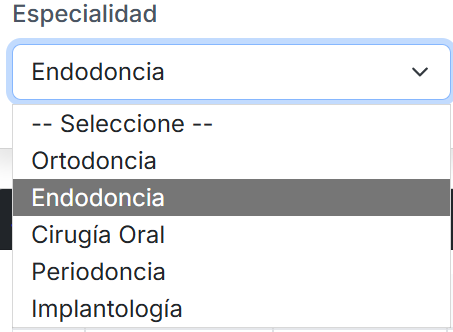 Especialidad
Endodoncia
-- Seleccione --
Ortodoncia
Endodoncia
Cirugía Oral
Periodoncia
Implantología